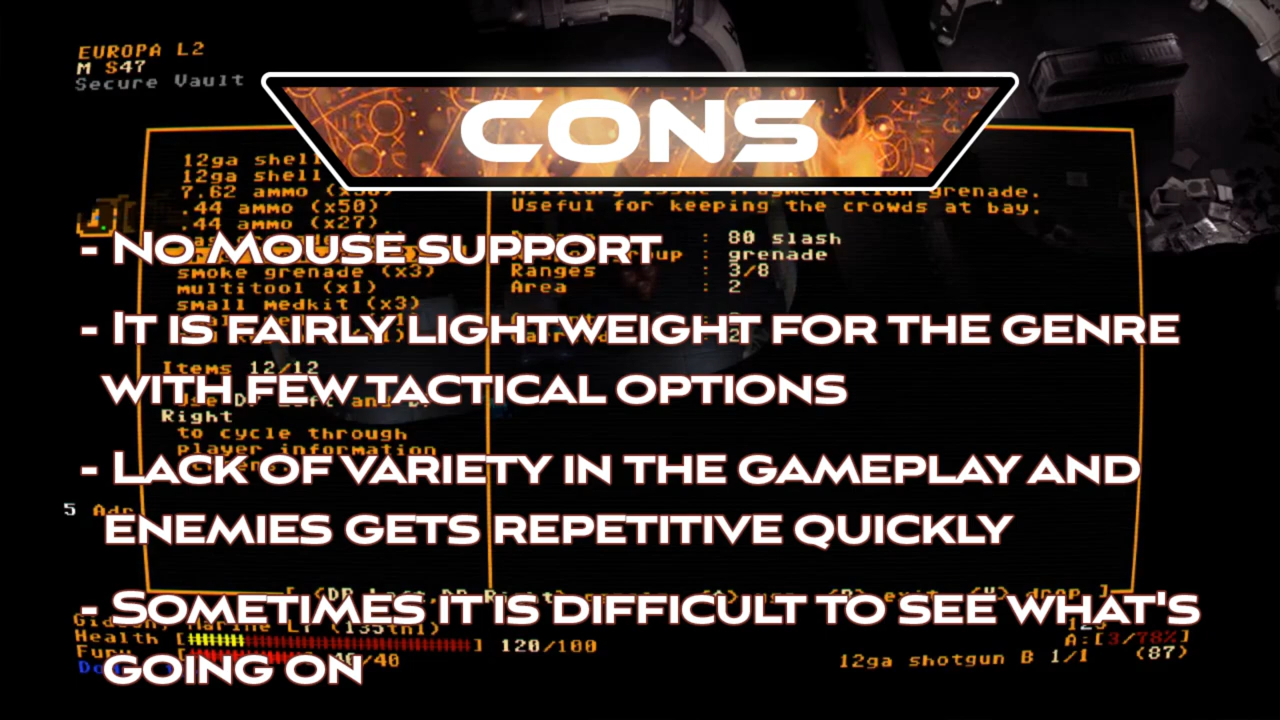 EUROPA L2
M S47
Secure Vault
CONS
12ga shell
12ga shell
7.62 ammo
.44 ammo (x50)
.44 ammo (x27)
grenade.
Useful for keeping the crowds at bay.
: 80 slash
: grenade
Ranges : 3/8
Area : 2
- No Mouse support
smoke grenade (x3)
multitool (x1)
small medkit (x3)
- It is fairly lightweight for the genre
with few tactical options
Items 12/12
Right
to cycle through
player information
- Lack of variety in the gameplay and
enemies gets repetitive quickly
5
- Sometimes it is difficult to see what's
going on
Health [ ] 120/100
A:[3/78%]
12ga shotgun B 1/1 (87)